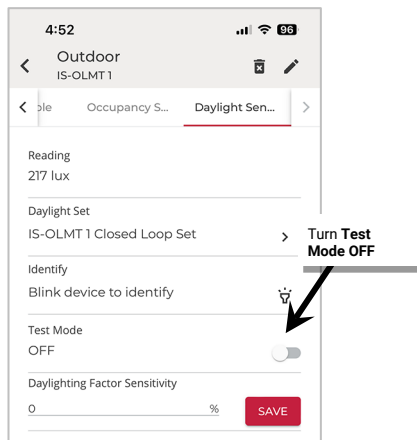 4:52
96
Outdoor
IS-OLMT 1
ble Occupancy S... Daylight Sen...
Reading
217 lux
Daylight Set
IS-OLMT 1 Closed Loop Set
Turn Test
Mode OFF
Identify
Blink device to identify
Test Mode
OFF
Daylighting Factor Sensitivity
0 % SAVE